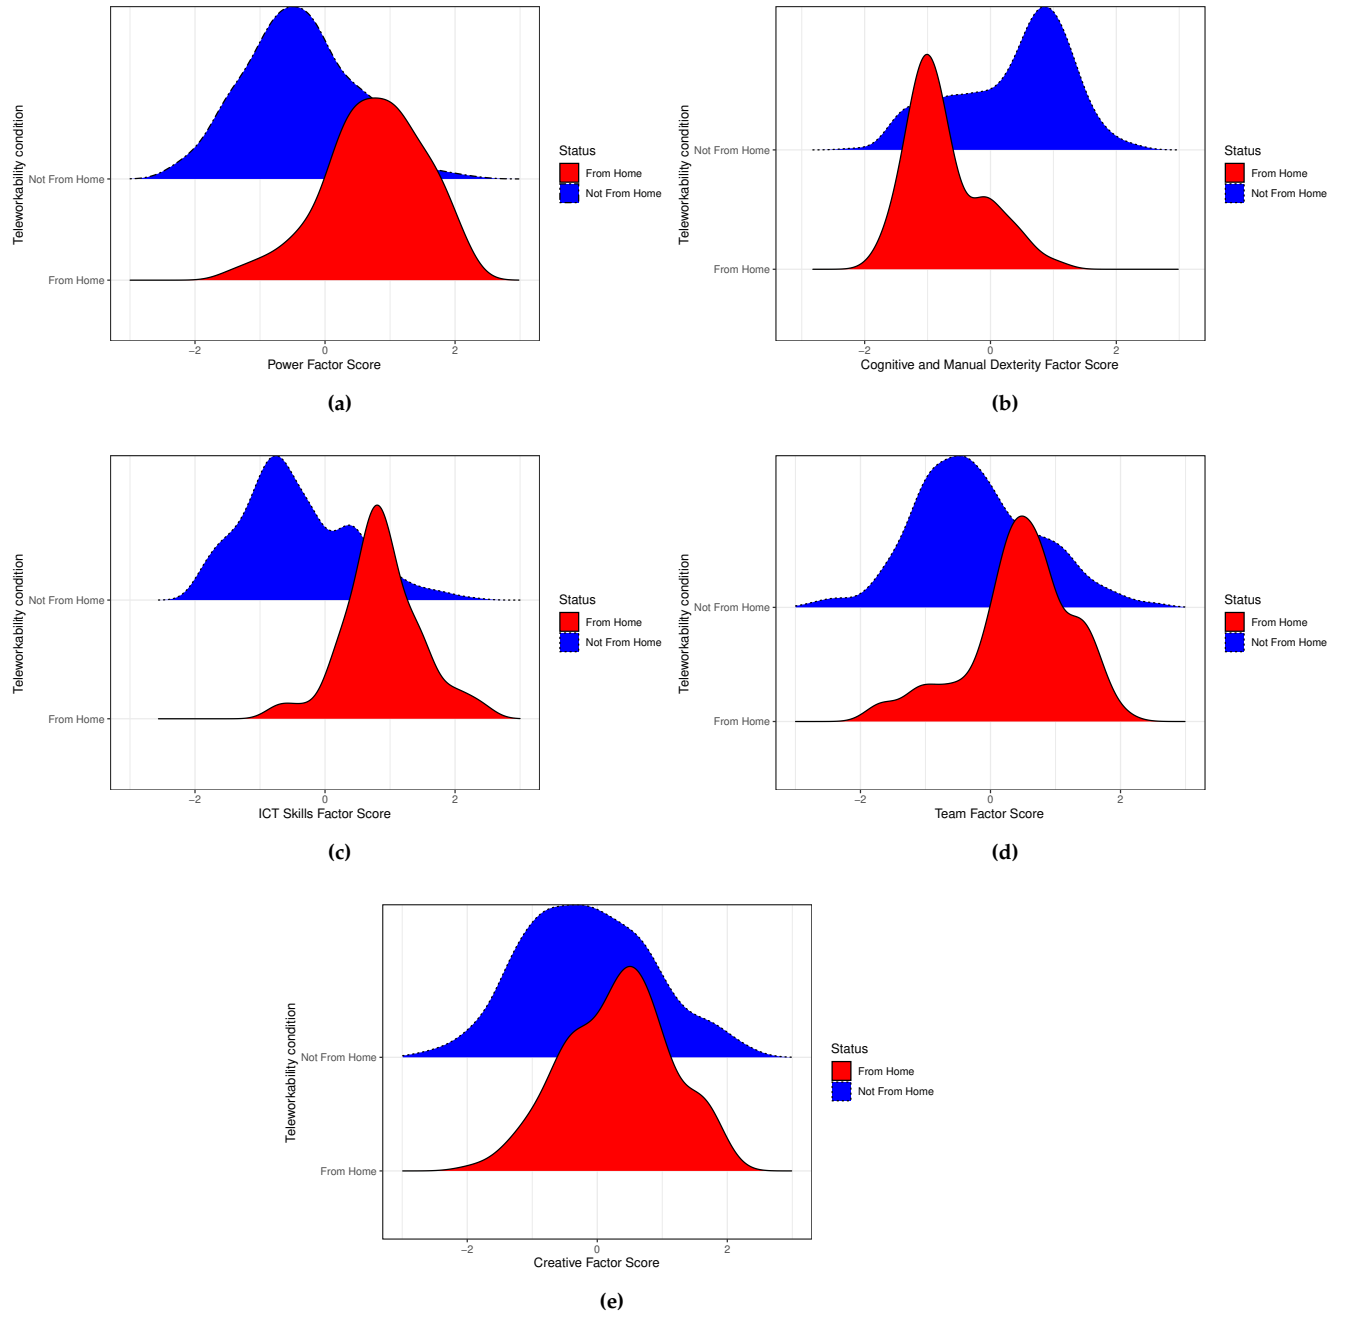 Teleworkability condition
Not From Home
From Home
−2 0 2
Power Factor Score
Status
From Home
Not From Home
(a)
Teleworkability condition
Not From Home
From Home
−2 0 2
Cognitive and Manual Dexterity Factor Score
Status
From Home
Not From Home
(b)
Teleworkability condition
Not From Home
From Home
−2 0 2
ICT Skills Factor Score
Status
From Home
Not From Home
(c)
Teleworkability condition
Not From Home
From Home
−2 0 2
Team Factor Score
Status
From Home
Not From Home
(d)
Teleworkability condition
Not From Home
From Home
−2 0 2
Creative Factor Score
Status
From Home
Not From Home
(e)